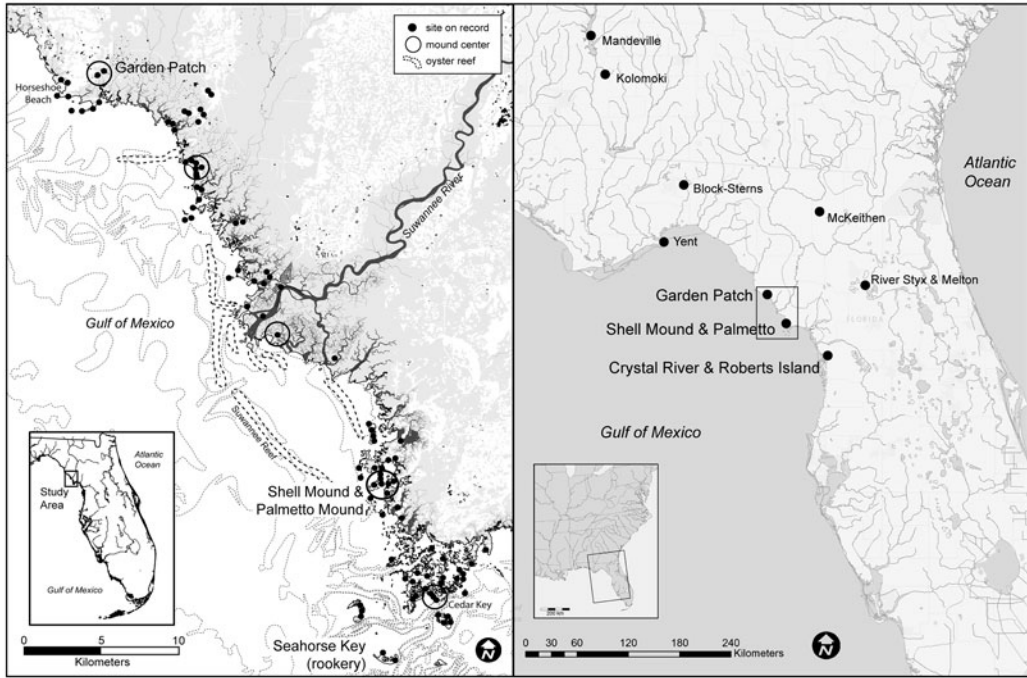 site on record
mound center
oyster reef
Garden Patch
Horseshoe
Beach
Suwannee River
Gulf of Mexico
Suwannee Reef
Shell Mound &
Palmetto Mound
Cedar Key
Seahorse Key
(rookery)
Atlantic
Ocean
Study
Area
Gulf of Mexico
0 5 10
Kilometers
N
Mandeville
Kolomoki
Atlantic
Ocean
Block-Sterns
McKeithen
Yent
River Styx & Melton
Garden Patch
FLORIDA
Shell Mound & Palmetto
Crystal River & Roberts Island
Gulf of Mexico
200 km
0 30 60 120 180 240
Kilometers
N